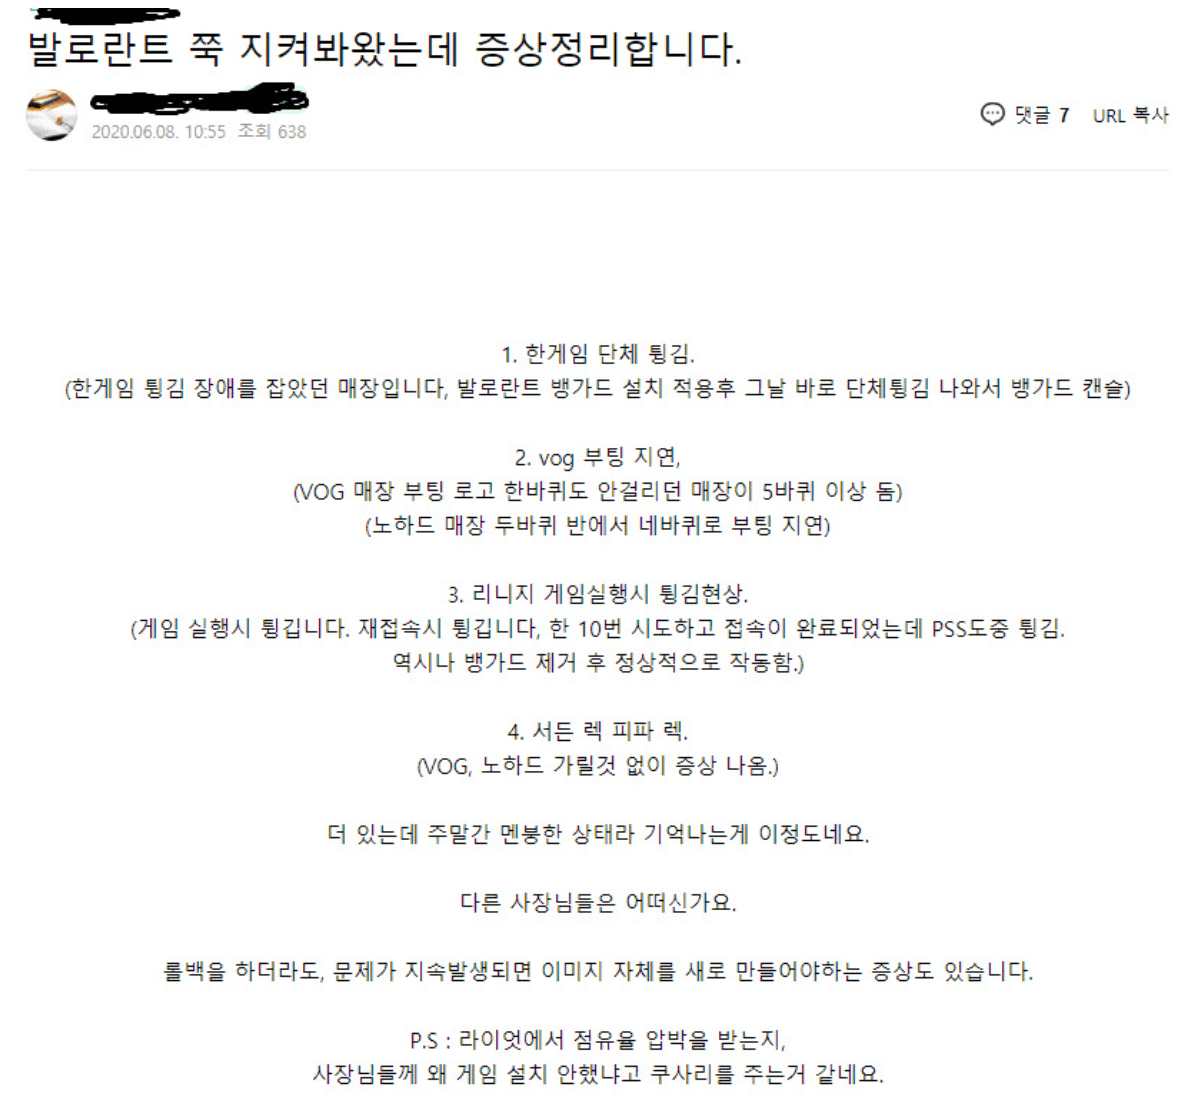 발로란트 쭉 지켜봐왔는데 증상정리합니다.
2020.06.08. 10:55 조회 638
댓글 7 URL 복사
1. 한게임 단체 튕김.
(한게임 튕김 장애를 잡았던 매장입니다, 발로란트 뱅가드 설치 적용후 그날 바로 단체튕김 나와서 뱅가드 캔슬)
2. vog 부팅 지연,
(VOG 매장 부팅 로고 한바퀴도 안걸리던 매장이 5바퀴 이상 돔)
(노하드 매장 두바퀴 반에서 네바퀴로 부팅 지연)
3. 리니지 게임실행시 튕김현상.
(게임 실행시 튕깁니다. 재접속시 튕깁니다, 한 10번 시도하고 접속이 완료되었는데 PSS도중 튕김.
역시나 뱅가드 제거 후 정상적으로 작동함.)
4. 서든 렉 피파 렉.
(VOG, 노하드 가릴것 없이 증상 나옴.)
더 있는데 주말간 멘붕한 상태라 기억나는게 이정도네요.
다른 사장님들은 어떠신가요.
롤백을 하더라도, 문제가 지속발생되면 이미지 자체를 새로 만들어야하는 증상도 있습니다.
P.S : 라이엇에서 점유율 압박을 받는지,
사장님들께 왜 게임 설치 안했냐고 쿠사리를 주는거 같네요.